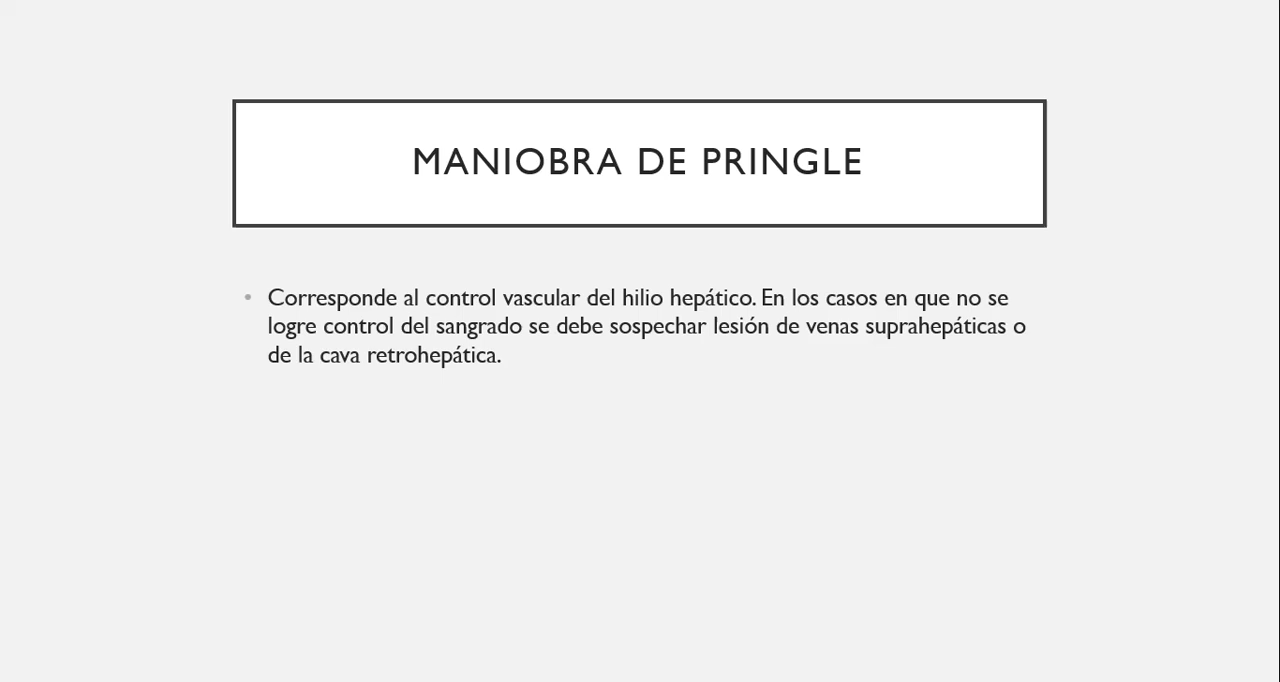 MANIOBRA DE PRINGLE
• Corresponde al control vascular del hilio hepático. En los casos en que no se
logre control del sangrado se debe sospechar lesión de venas suprahepáticas o
de la cava retrohepática.